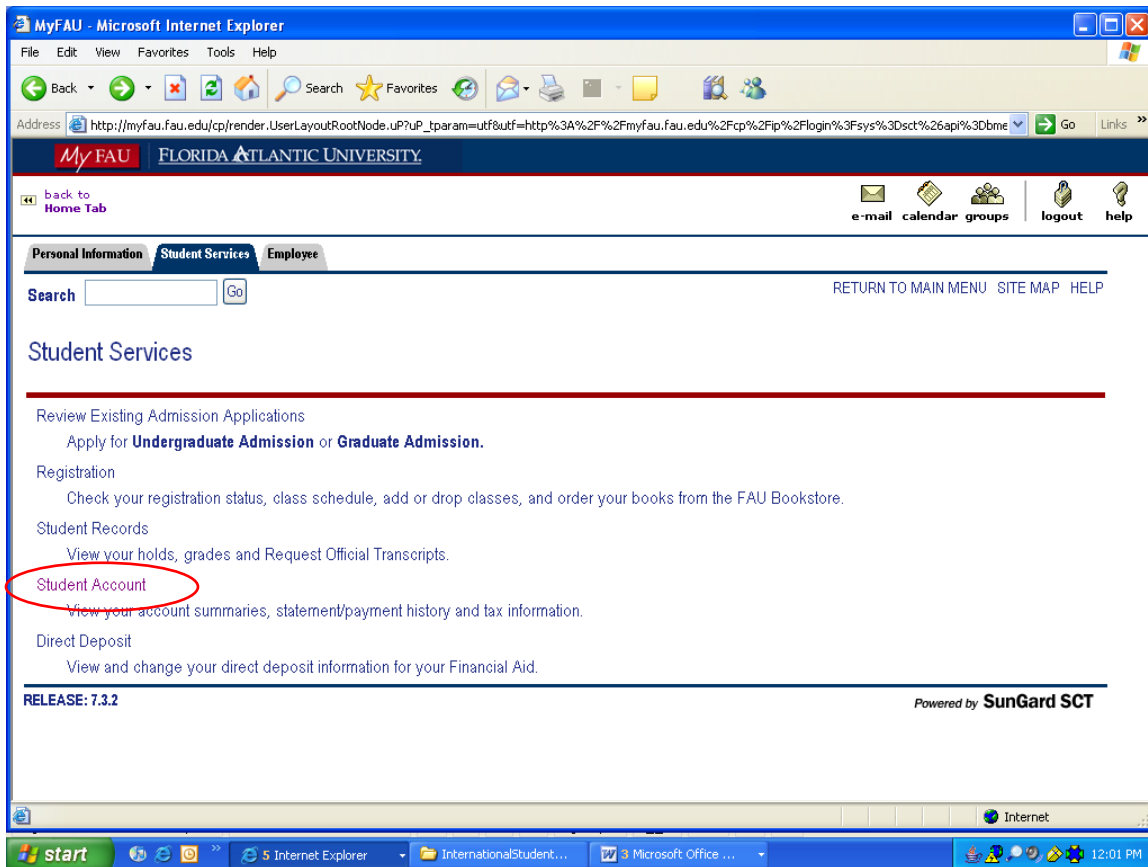 MyFAU - Microsoft Internet Explorer
File Edit View Favorites Tools Help
Back Search Favorites
Address http://myfau.fau.edu/cp/render.UserLayoutRootNode.uP?uP_tparam=utf&utf=http%3A%2F%2Fmyfau.fau.edu%2Fcp%2Fip%2Flogin%3Fsys%3Dsct%26api%3Dbme Go Links »
My FAU FLORIDA ATLANTIC UNIVERSITY.
back to
Home Tab
e-mail calendar groups logout help
Personal Information Student Services Employee
Search Go RETURN TO MAIN MENU SITE MAP HELP
Student Services
Review Existing Admission Applications
Apply for Undergraduate Admission or Graduate Admission.
Registration
Check your registration status, class schedule, add or drop classes, and order your books from the FAU Bookstore.
Student Records
View your holds, grades and Request Official Transcripts.
Student Account
View your account summaries, statement/payment history and tax information.
Direct Deposit
View and change your direct deposit information for your Financial Aid.
RELEASE: 7.3.2 Powered by SunGard SCT
Internet
start » 5 Internet Explorer InternationalStudent... 3 Microsoft Office ... 12:01 PM